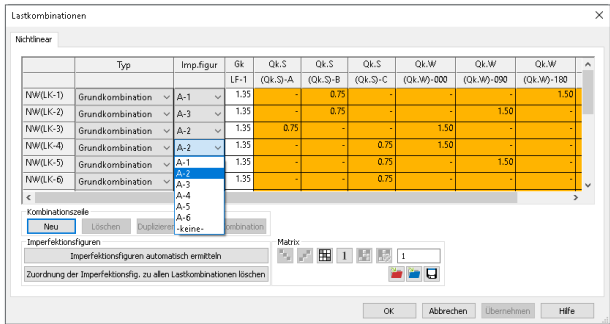 Lastkombinationen
Nichtlinear
Typ Imp.figur Gk Qk.S Qk.S Qk.S Qk.W Qk.W Qk.W
LF-1 (Qk.S)-A (Qk.S)-B (Qk.S)-C (Qk.W)-000 (Qk.W)-090 (Qk.W)-180
NW(LK-1) Grundkombination A-1 1.35 - 0.75 - - - 1.50
NW(LK-2) Grundkombination A-3 1.35 - 0.75 - - 1.50 -
NW(LK-3) Grundkombination A-2 1.35 0.75 - - 1.50 - -
NW(LK-4) Grundkombination A-2 1.35 - - 0.75 1.50 - -
NW(LK-5) Grundkombination A-1 1.35 - - 0.75 - 1.50 -
NW(LK-6) Grundkombination A-2 1.35 - - 0.75 - - -
A-3
A-4
A-5
A-6
-keine-
Kombinationszeile
Neu Löschen Duplizieren ombination
Imperfektionsfiguren
Imperfektionsfiguren automatisch ermitteln
Zuordnung der Imperfektionsfig. zu allen Lastkombinationen löschen
Matrix
1 1
OK Abbrechen Übernehmen Hilfe